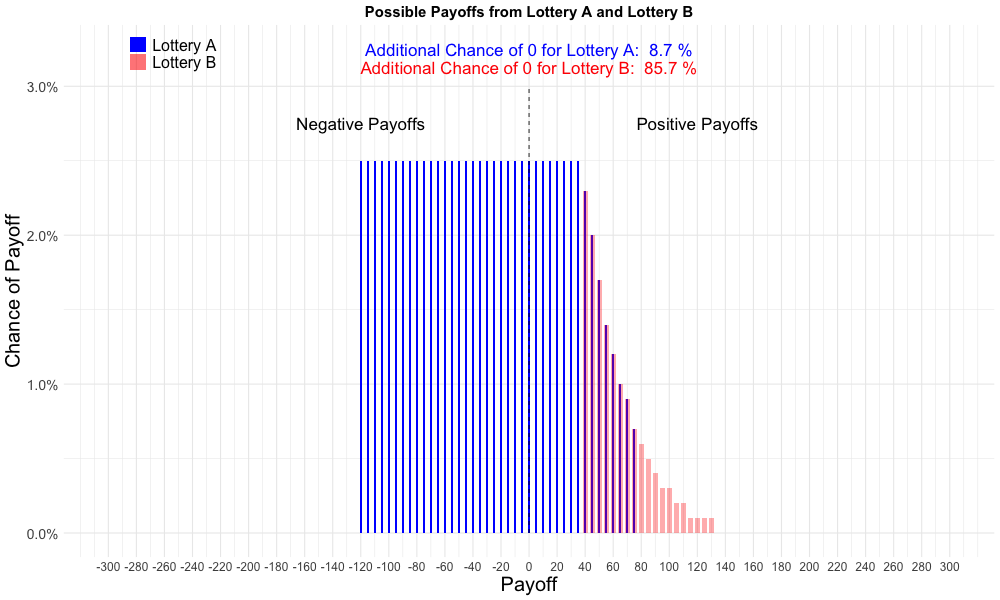 Possible Payoffs from Lottery A and Lottery B
Lottery A
Lottery B
Additional Chance of 0 for Lottery A:  8.7 %
Additional Chance of 0 for Lottery B:  85.7 %
Negative Payoffs
Positive Payoffs
Chance of Payoff
3.0%
2.0%
1.0%
0.0%
-300 -280 -260 -240 -220 -200 -180 -160 -140 -120 -100 -80 -60 -40 -20 0 20 40 60 80 100 120 140 160 180 200 220 240 260 280 300
Payoff